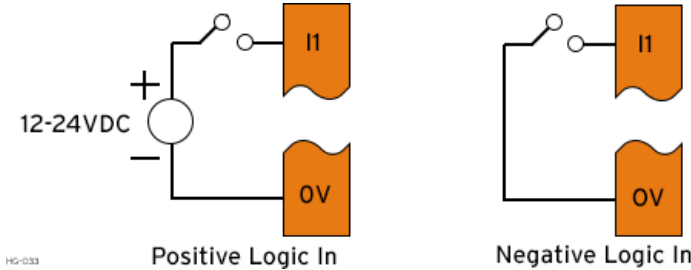 I1
I1
+
12-24VDC
−
0V
0V
HG-033
Positive Logic In
Negative Logic In